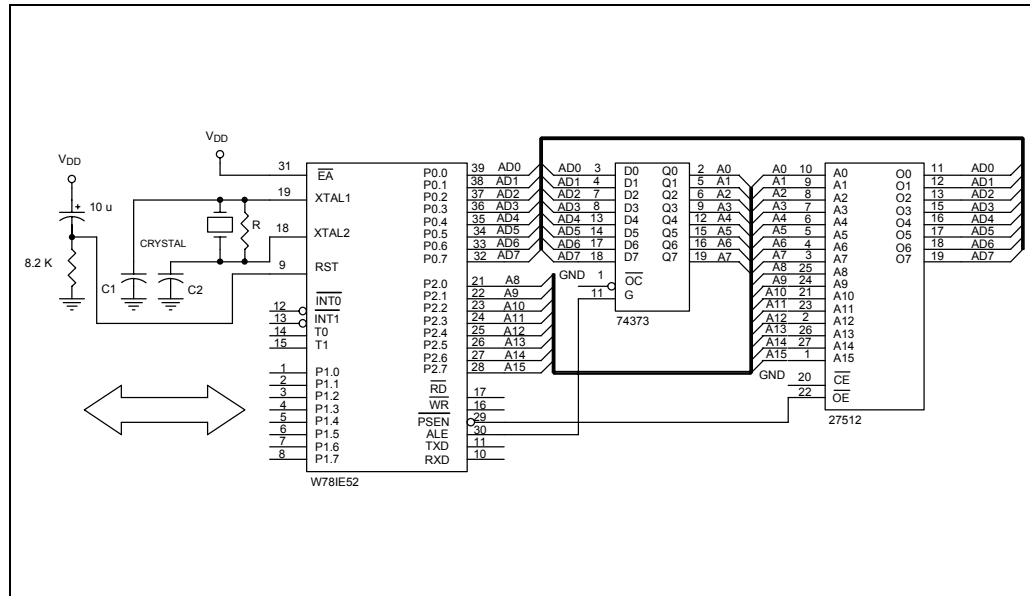 VDD
10 u
8.2 K
VDD
CRYSTAL
R
C1
C2
31 EA
19 XTAL1
18 XTAL2
9 RST
12 INT0
13 INT1
14 T0
15 T1
1 P1.0
2 P1.1
3 P1.2
4 P1.3
5 P1.4
6 P1.5
7 P1.6
8 P1.7
P0.0 39 AD0
P0.1 38 AD1
P0.2 37 AD2
P0.3 36 AD3
P0.4 35 AD4
P0.5 34 AD5
P0.6 33 AD6
P0.7 32 AD7
P2.0 21 A8
P2.1 22 A9
P2.2 23 A10
P2.3 24 A11
P2.4 25 A12
P2.5 26 A13
P2.6 27 A14
P2.7 28 A15
RD 17
WR 16
PSEN 29
ALE 30
TXD 11
RXD 10
W78IE52
AD0 3 D0 Q0 2 A0
AD1 4 D1 Q1 5 A1
AD2 7 D2 Q2 6 A2
AD3 8 D3 Q3 9 A3
AD4 13 D4 Q4 12 A4
AD5 14 D5 Q5 15 A5
AD6 17 D6 Q6 16 A6
AD7 18 D7 Q7 19 A7
GND 1 OC
11 G
74373
A0 10 A0 O0 11 AD0
A1 9 A1 O1 12 AD1
A2 8 A2 O2 13 AD2
A3 7 A3 O3 15 AD3
A4 6 A4 O4 16 AD4
A5 5 A5 O5 17 AD5
A6 4 A6 O6 18 AD6
A7 3 A7 O7 19 AD7
A8 25 A8
A9 24 A9
A10 21 A10
A11 23 A11
A12 2 A12
A13 26 A13
A14 27 A14
A15 1 A15
GND 20 CE
22 OE
27512